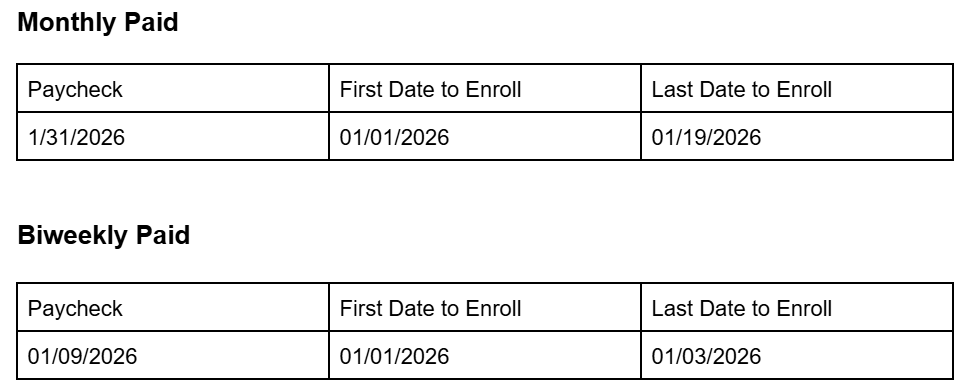 Monthly Paid
Paycheck First Date to Enroll Last Date to Enroll
1/31/2026 01/01/2026 01/19/2026
Biweekly Paid
Paycheck First Date to Enroll Last Date to Enroll
01/09/2026 01/01/2026 01/03/2026